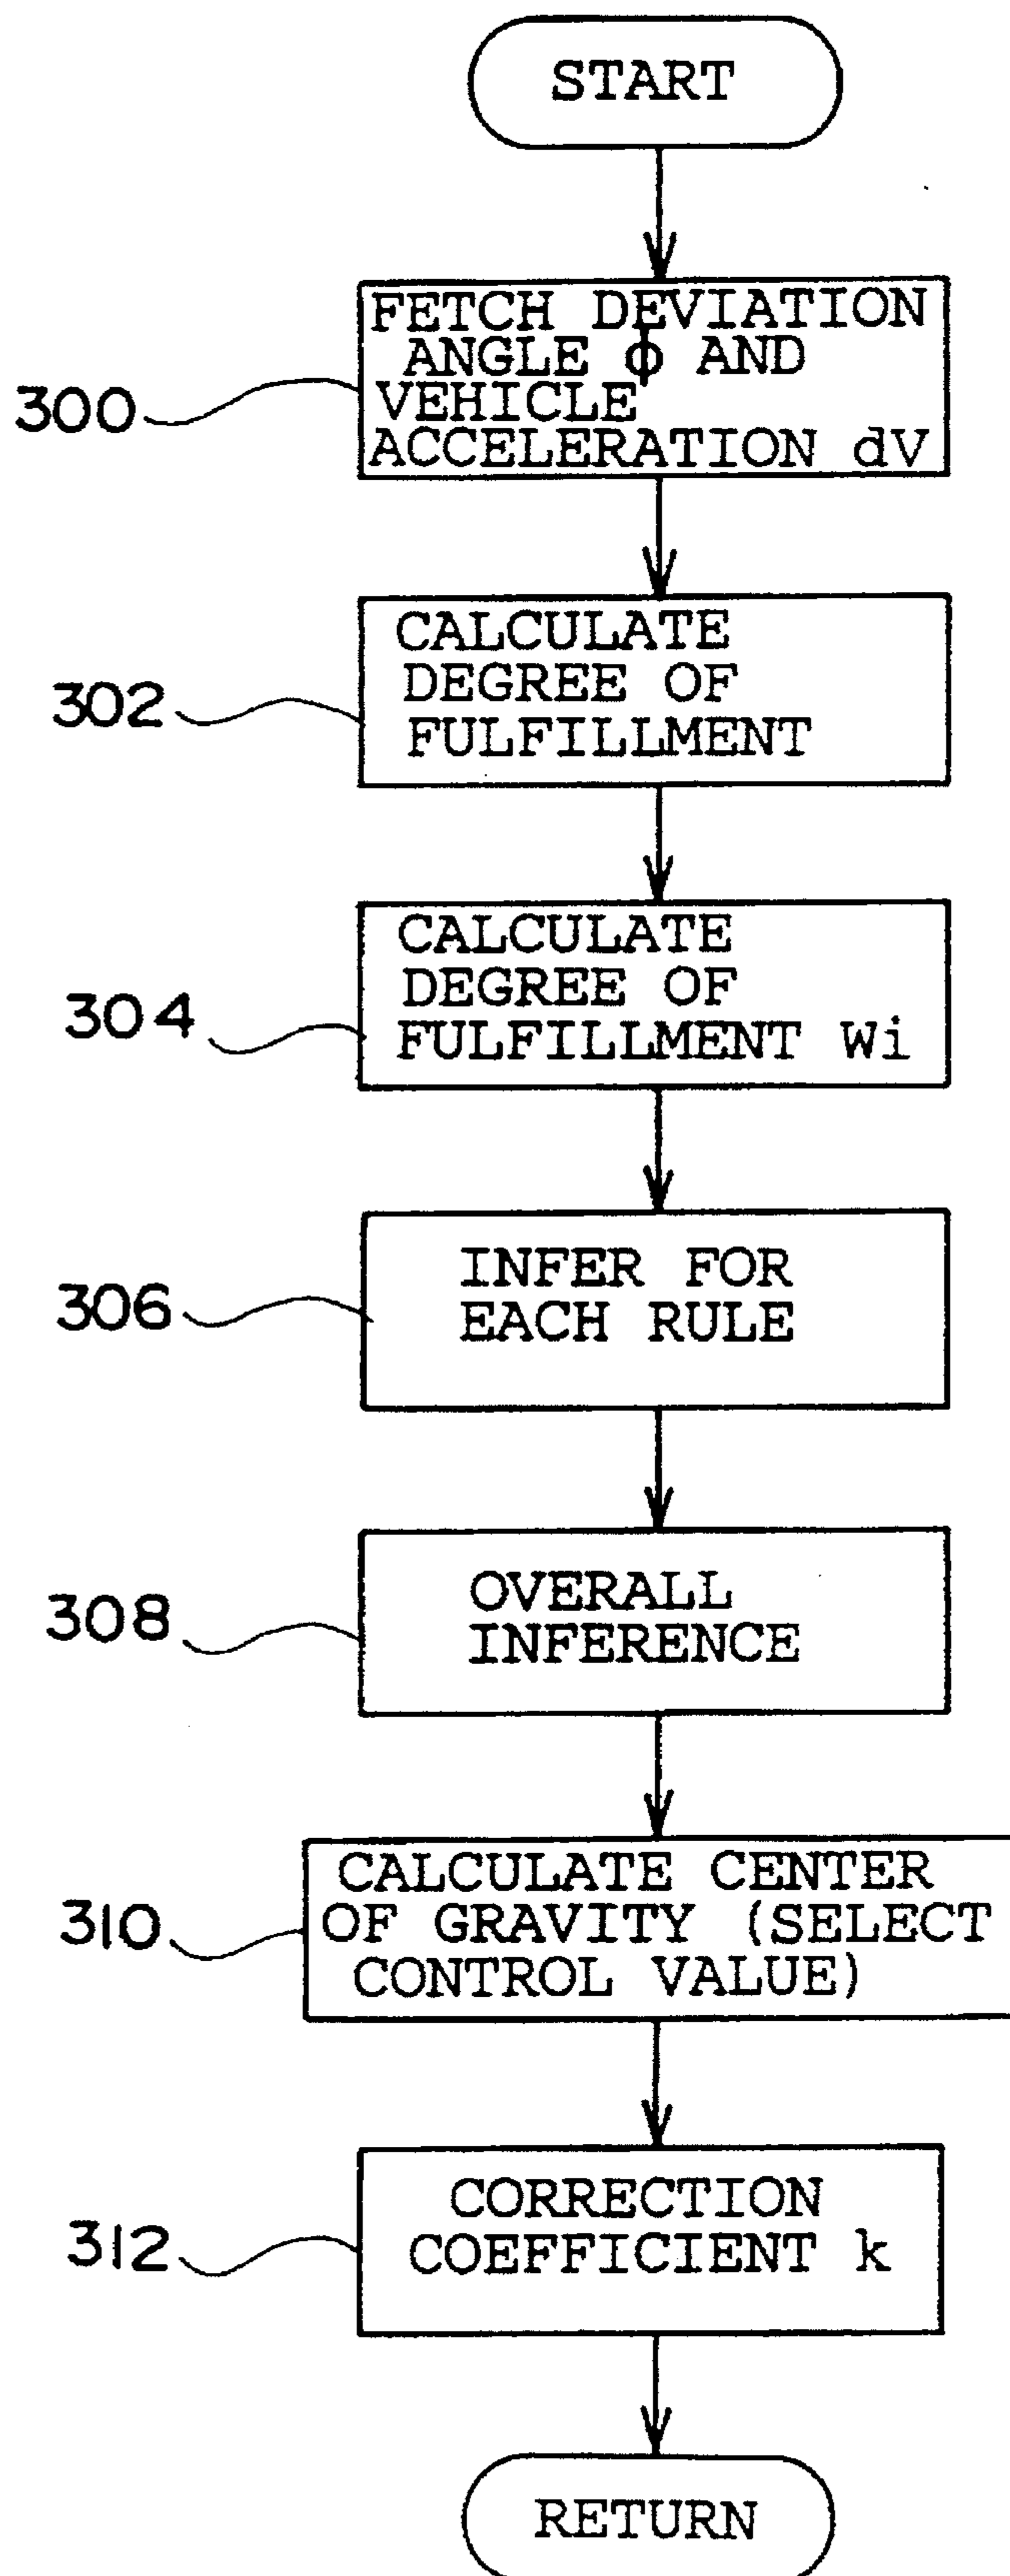 START
FETCH DEVIATION
ANGLE ϕ AND
VEHICLE
ACCELERATION dV
300
CALCULATE
DEGREE OF
FULFILLMENT
302
CALCULATE
DEGREE OF
FULFILLMENT Wi
304
INFER FOR
EACH RULE
306
OVERALL
INFERENCE
308
CALCULATE CENTER
OF GRAVITY (SELECT
CONTROL VALUE)
310
CORRECTION
COEFFICIENT k
312
RETURN